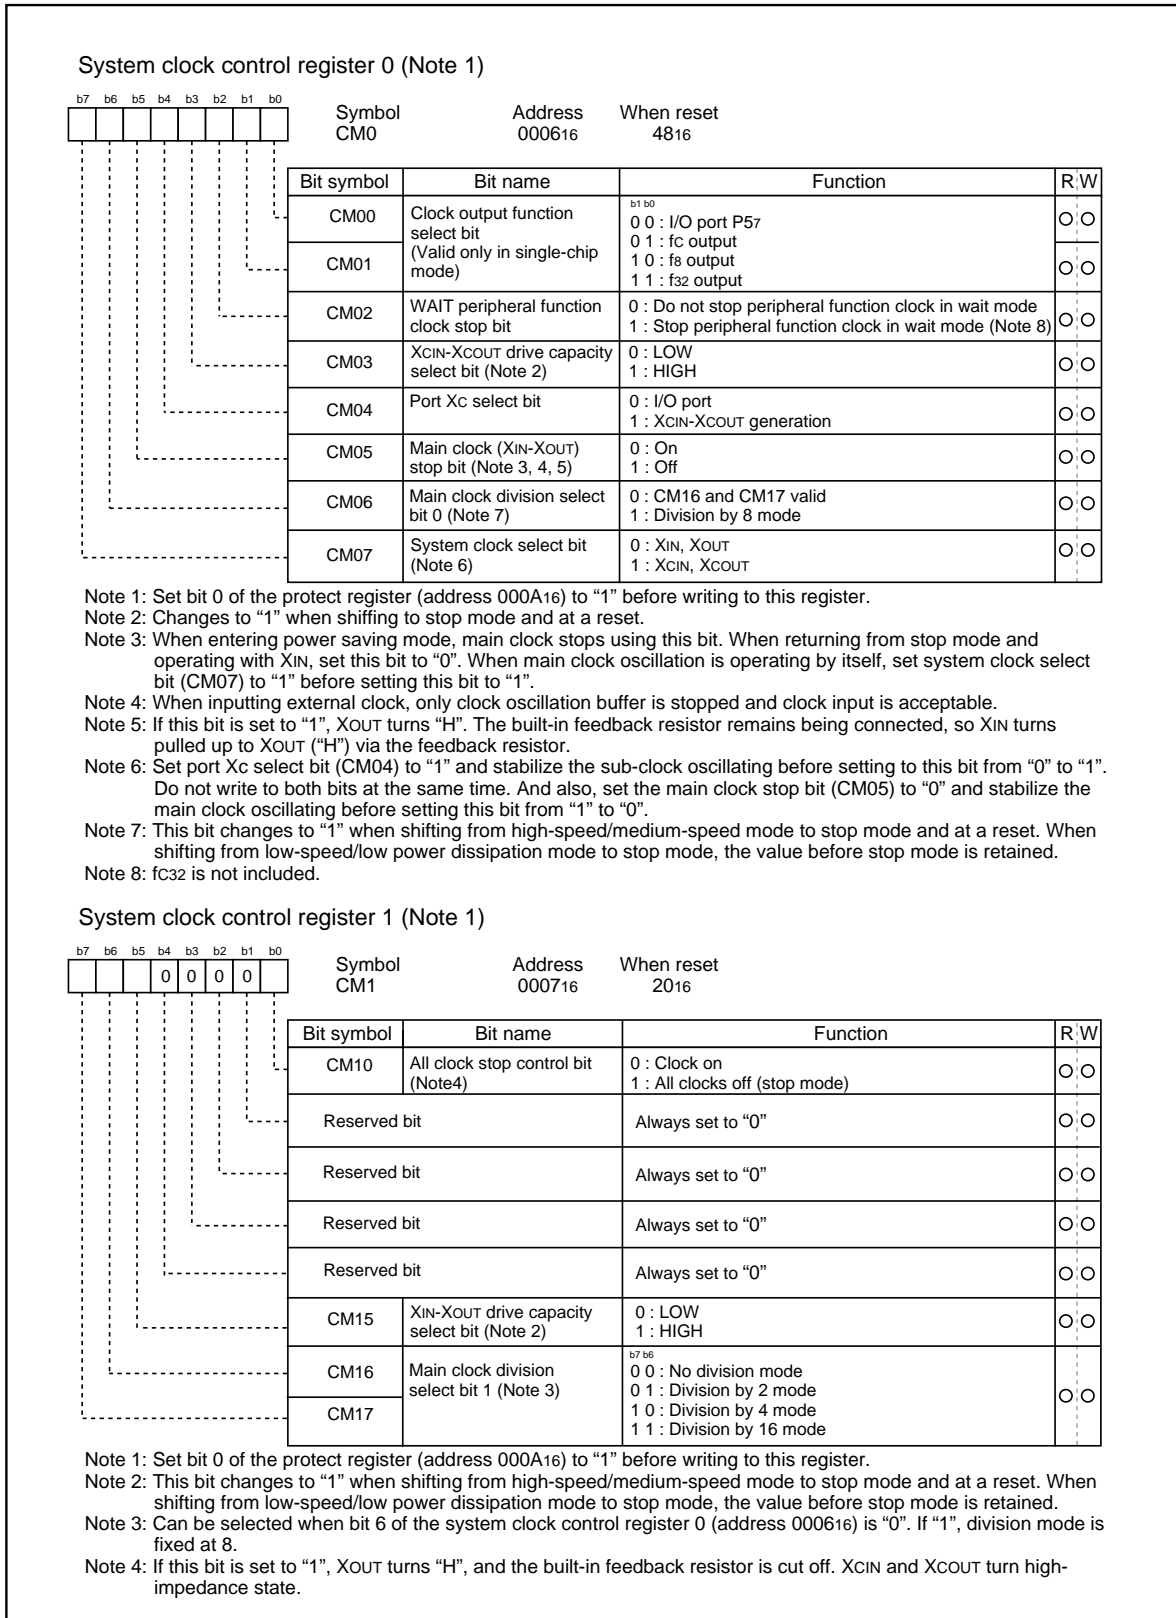 System clock control register 0 (Note 1)
b7 b6 b5 b4 b3 b2 b1 b0
Symbol Address When reset
CM0 000616 4816
Bit symbol Bit name Function R W
CM00 Clock output function select bit (Valid only in single-chip mode)
b1 b0
0 0 : I/O port P57
0 1 : fC output
1 0 : f8 output
1 1 : f32 output
CM01
CM02 WAIT peripheral function clock stop bit
0 : Do not stop peripheral function clock in wait mode
1 : Stop peripheral function clock in wait mode (Note 8)
CM03 XCIN-XCOUT drive capacity select bit (Note 2)
0 : LOW
1 : HIGH
CM04 Port XC select bit
0 : I/O port
1 : XCIN-XCOUT generation
CM05 Main clock (XIN-XOUT) stop bit (Note 3, 4, 5)
0 : On
1 : Off
CM06 Main clock division select bit 0 (Note 7)
0 : CM16 and CM17 valid
1 : Division by 8 mode
CM07 System clock select bit (Note 6)
0 : XIN, XOUT
1 : XCIN, XCOUT
Note 1: Set bit 0 of the protect register (address 000A16) to “1” before writing to this register.
Note 2: Changes to “1” when shiffing to stop mode and at a reset.
Note 3: When entering power saving mode, main clock stops using this bit. When returning from stop mode and
operating with XIN, set this bit to “0”. When main clock oscillation is operating by itself, set system clock select
bit (CM07) to “1” before setting this bit to “1”.
Note 4: When inputting external clock, only clock oscillation buffer is stopped and clock input is acceptable.
Note 5: If this bit is set to “1”, XOUT turns “H”. The built-in feedback resistor remains being connected, so XIN turns
pulled up to XOUT (“H”) via the feedback resistor.
Note 6: Set port Xc select bit (CM04) to “1” and stabilize the sub-clock oscillating before setting to this bit from “0” to “1”.
Do not write to both bits at the same time. And also, set the main clock stop bit (CM05) to “0” and stabilize the
main clock oscillating before setting this bit from “1” to “0”.
Note 7: This bit changes to “1” when shifting from high-speed/medium-speed mode to stop mode and at a reset. When
shifting from low-speed/low power dissipation mode to stop mode, the value before stop mode is retained.
Note 8: fC32 is not included.
System clock control register 1 (Note 1)
b7 b6 b5 b4 b3 b2 b1 b0
0 0 0 0
Symbol Address When reset
CM1 000716 2016
Bit symbol Bit name Function R W
CM10 All clock stop control bit (Note4)
0 : Clock on
1 : All clocks off (stop mode)
Reserved bit Always set to “0”
Reserved bit Always set to “0”
Reserved bit Always set to “0”
Reserved bit Always set to “0”
CM15 XIN-XOUT drive capacity select bit (Note 2)
0 : LOW
1 : HIGH
CM16 Main clock division select bit 1 (Note 3)
b7 b6
0 0 : No division mode
0 1 : Division by 2 mode
1 0 : Division by 4 mode
1 1 : Division by 16 mode
CM17
Note 1: Set bit 0 of the protect register (address 000A16) to “1” before writing to this register.
Note 2: This bit changes to “1” when shifting from high-speed/medium-speed mode to stop mode and at a reset. When
shifting from low-speed/low power dissipation mode to stop mode, the value before stop mode is retained.
Note 3: Can be selected when bit 6 of the system clock control register 0 (address 000616) is “0”. If “1”, division mode is
fixed at 8.
Note 4: If this bit is set to “1”, XOUT turns “H”, and the built-in feedback resistor is cut off. XCIN and XCOUT turn high-
impedance state.